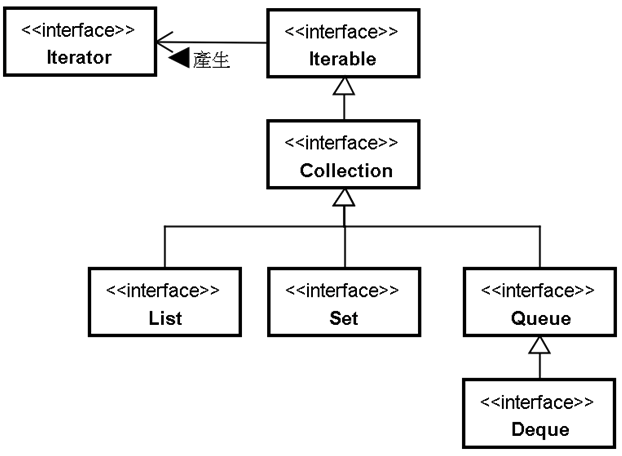 <<interface>>
Iterator
產生
<<interface>>
Iterable
<<interface>>
Collection
<<interface>>
List
<<interface>>
Set
<<interface>>
Queue
<<interface>>
Deque